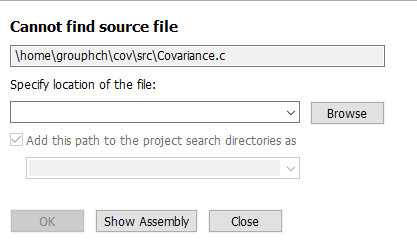 Cannot find source file
\home\grouphch\cov\src\Covariance.c
Specify location of the file:
Browse
Add this path to the project search directories as
OK
Show Assembly
Close